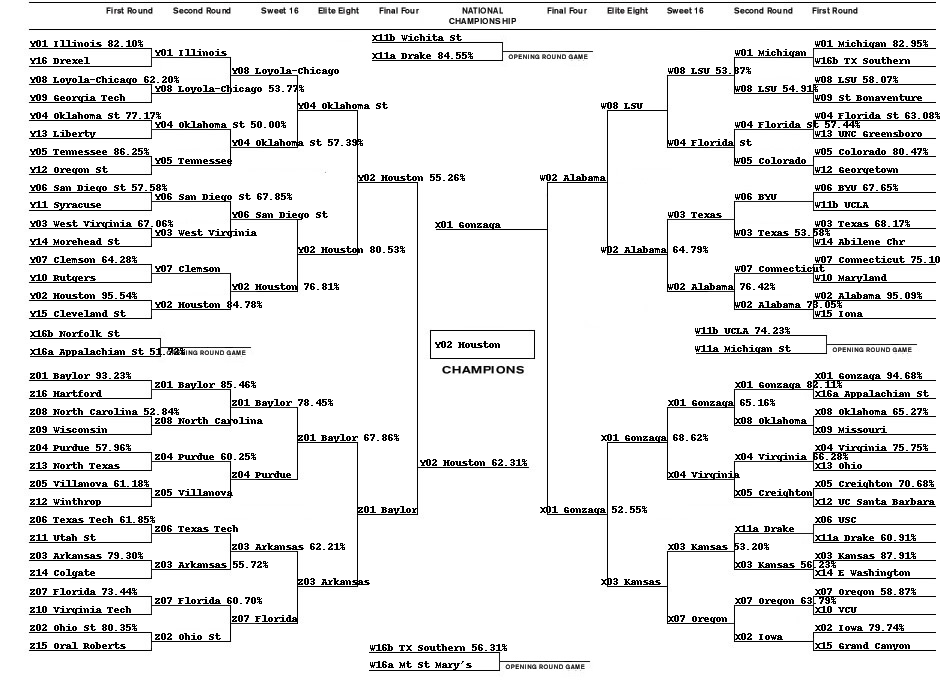 First Round Second Round Sweet 16 Elite Eight Final Four NATIONAL CHAMPIONSHIP Final Four Elite Eight Sweet 16 Second Round First Round
X11b Wichita St
X11a Drake 84.55%
OPENING ROUND GAME
Y01 Illinois 82.10%
Y16 Drexel
Y08 Loyola-Chicago 62.20%
Y09 Georgia Tech
Y04 Oklahoma St 77.17%
Y13 Liberty
Y05 Tennessee 86.25%
Y12 Oregon St
Y06 San Diego St 57.58%
Y11 Syracuse
Y03 West Virginia 67.06%
Y14 Morehead St
Y07 Clemson 64.28%
Y10 Rutgers
Y02 Houston 95.54%
Y15 Cleveland St
Y01 Illinois
Y08 Loyola-Chicago 53.77%
Y04 Oklahoma St 50.00%
Y05 Tennessee
Y06 San Diego St 67.85%
Y03 West Virginia
Y07 Clemson
Y02 Houston 84.78%
Y08 Loyola-Chicago
Y04 Oklahoma St 57.39%
Y06 San Diego St
Y02 Houston 76.81%
Y04 Oklahoma St
Y02 Houston 80.53%
Y02 Houston 55.26%
X16b Norfolk St
X16a Appalachian St 51.72%
OPENING ROUND GAME
Z01 Baylor 93.23%
Z16 Hartford
Z08 North Carolina 52.84%
Z09 Wisconsin
Z04 Purdue 57.96%
Z13 North Texas
Z05 Villanova 61.18%
Z12 Winthrop
Z06 Texas Tech 61.85%
Z11 Utah St
Z03 Arkansas 79.30%
Z14 Colgate
Z07 Florida 73.44%
Z10 Virginia Tech
Z02 Ohio St 80.35%
Z15 Oral Roberts
Z01 Baylor 85.46%
Z08 North Carolina
Z04 Purdue 60.25%
Z05 Villanova
Z06 Texas Tech
Z03 Arkansas 55.72%
Z07 Florida 60.70%
Z02 Ohio St
Z01 Baylor 78.45%
Z04 Purdue
Z03 Arkansas 62.21%
Z07 Florida
Z01 Baylor 67.86%
Z03 Arkansas
Z01 Baylor
X01 Gonzaga
Y02 Houston
CHAMPIONS
Y02 Houston 62.31%
W02 Alabama
W08 LSU
W02 Alabama 64.79%
W08 LSU 53.87%
W04 Florida St
W03 Texas
W02 Alabama 76.42%
W01 Michigan
W08 LSU 54.91%
W04 Florida St 57.44%
W05 Colorado
W06 BYU
W03 Texas 53.58%
W07 Connecticut
W02 Alabama 73.05%
W01 Michigan 82.95%
W16b TX Southern
W08 LSU 58.07%
W09 St Bonaventure
W04 Florida St 63.08%
W13 UNC Greensboro
W05 Colorado 80.47%
W12 Georgetown
W06 BYU 67.65%
W11b UCLA
W03 Texas 68.17%
W14 Abilene Chr
W07 Connecticut 75.10
W10 Maryland
W02 Alabama 95.09%
W15 Iona
W11b UCLA 74.23%
W11a Michigan St
OPENING ROUND GAME
X01 Gonzaga 52.55%
X01 Gonzaga 68.62%
X03 Kansas
X01 Gonzaga 65.16%
X04 Virginia
X03 Kansas 53.20%
X07 Oregon
X01 Gonzaga 82.11%
X08 Oklahoma
X04 Virginia 66.28%
X05 Creighton
X11a Drake
X03 Kansas 56.23%
X07 Oregon 63.79%
X02 Iowa
X01 Gonzaga 94.68%
X16a Appalachian St
X08 Oklahoma 65.27%
X09 Missouri
X04 Virginia 75.75%
X13 Ohio
X05 Creighton 70.68%
X12 UC Santa Barbara
X06 USC
X11a Drake 60.91%
X03 Kansas 87.91%
X14 E Washington
X07 Oregon 58.87%
X10 VCU
X02 Iowa 79.74%
X15 Grand Canyon
W16b TX Southern 56.31%
W16a Mt St Mary's
OPENING ROUND GAME